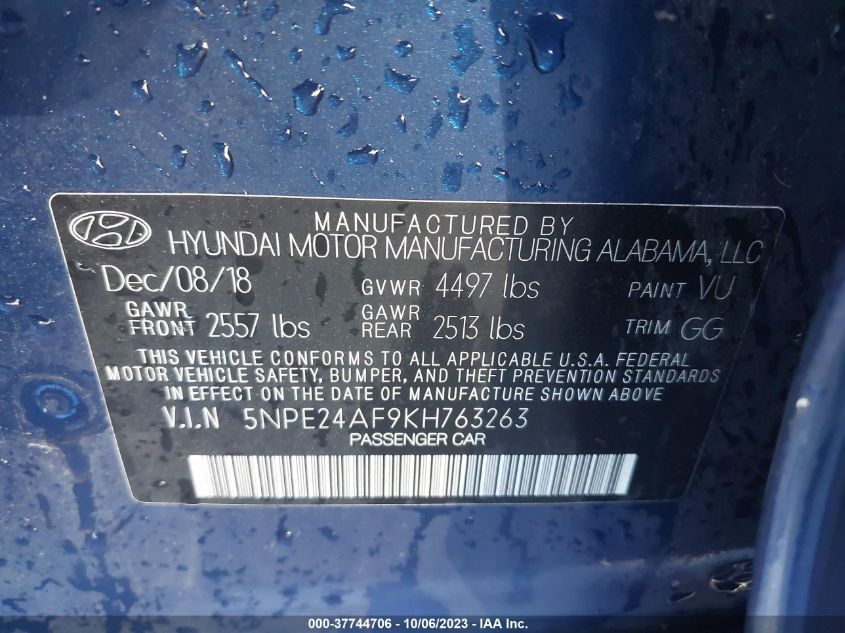 MANUFACTURED BY
HYUNDAI MOTOR MANUFACTURING ALABAMA, LLC
Dec/08/18 GVWR 4497 lbs PAINT VU
GAWR FRONT 2557 lbs GAWR REAR 2513 lbs TRIM GG
THIS VEHICLE CONFORMS TO ALL APPLICABLE U.S.A. FEDERAL
MOTOR VEHICLE SAFETY, BUMPER, AND THEFT PREVENTION STANDARDS
IN EFFECT ON THE DATE OF MANUFACTURE SHOWN ABOVE
V.I.N 5NPE24AF9KH763263
PASSENGER CAR
000-37744706 - 10/06/2023 - IAA Inc.